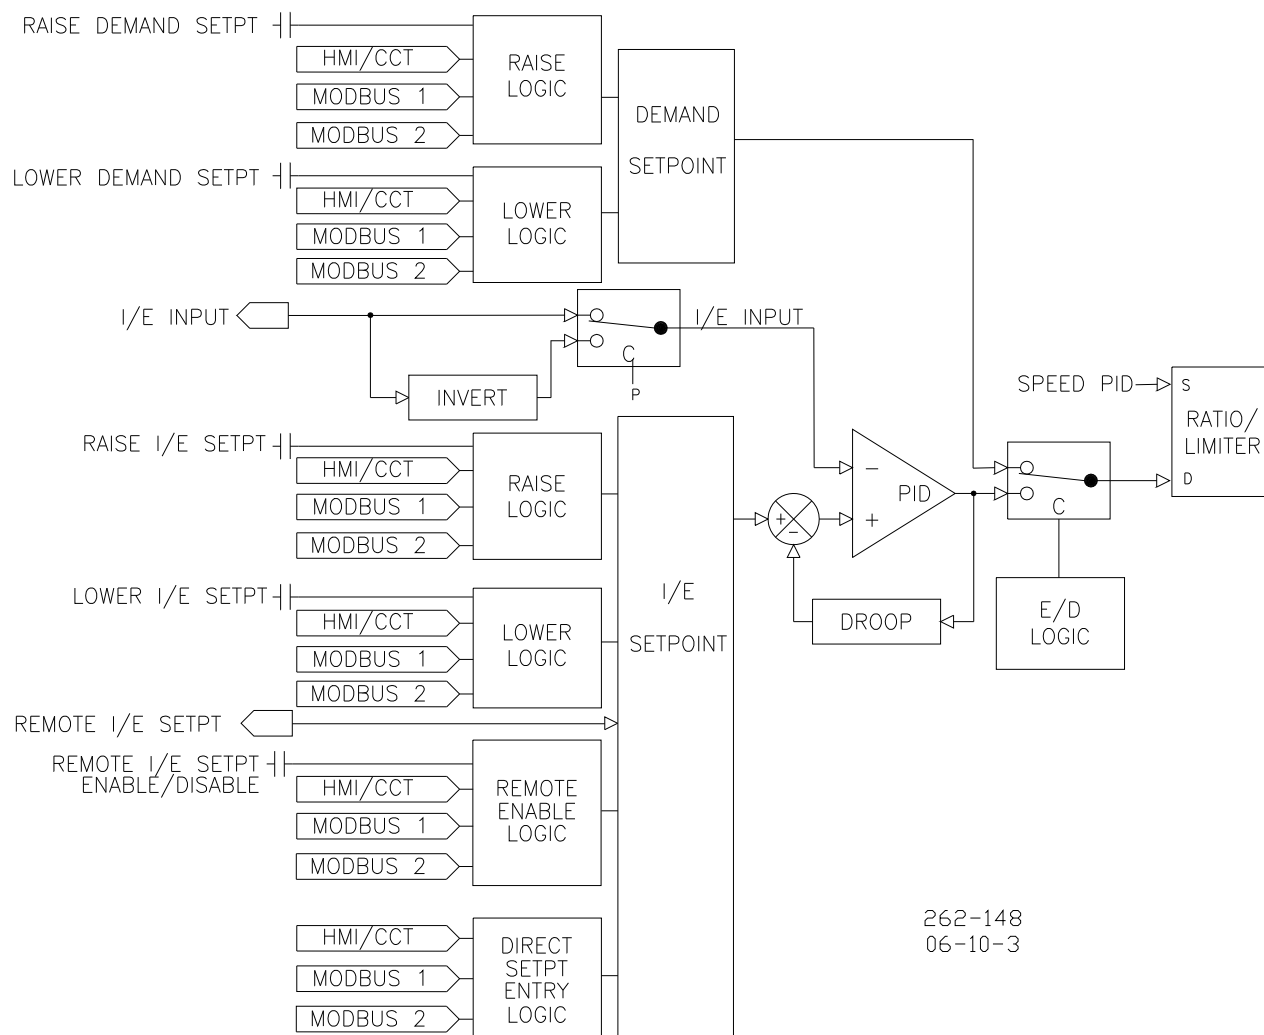 RAISE DEMAND SETPT
HMI/CCT
MODBUS 1
MODBUS 2
RAISE
LOGIC
DEMAND
SETPOINT
LOWER DEMAND SETPT
HMI/CCT
MODBUS 1
MODBUS 2
LOWER
LOGIC
I/E INPUT
C
P
I/E INPUT
INVERT
SPEED PID
S
RATIO/
LIMITER
D
RAISE I/E SETPT
HMI/CCT
MODBUS 1
MODBUS 2
RAISE
LOGIC
I/E
SETPOINT
+
-
-
PID
+
C
DROOP
E/D
LOGIC
LOWER I/E SETPT
HMI/CCT
MODBUS 1
MODBUS 2
LOWER
LOGIC
REMOTE I/E SETPT
REMOTE I/E SETPT
ENABLE/DISABLE
HMI/CCT
MODBUS 1
MODBUS 2
REMOTE
ENABLE
LOGIC
HMI/CCT
MODBUS 1
MODBUS 2
DIRECT
SETPT
ENTRY
LOGIC
262-148
06-10-3